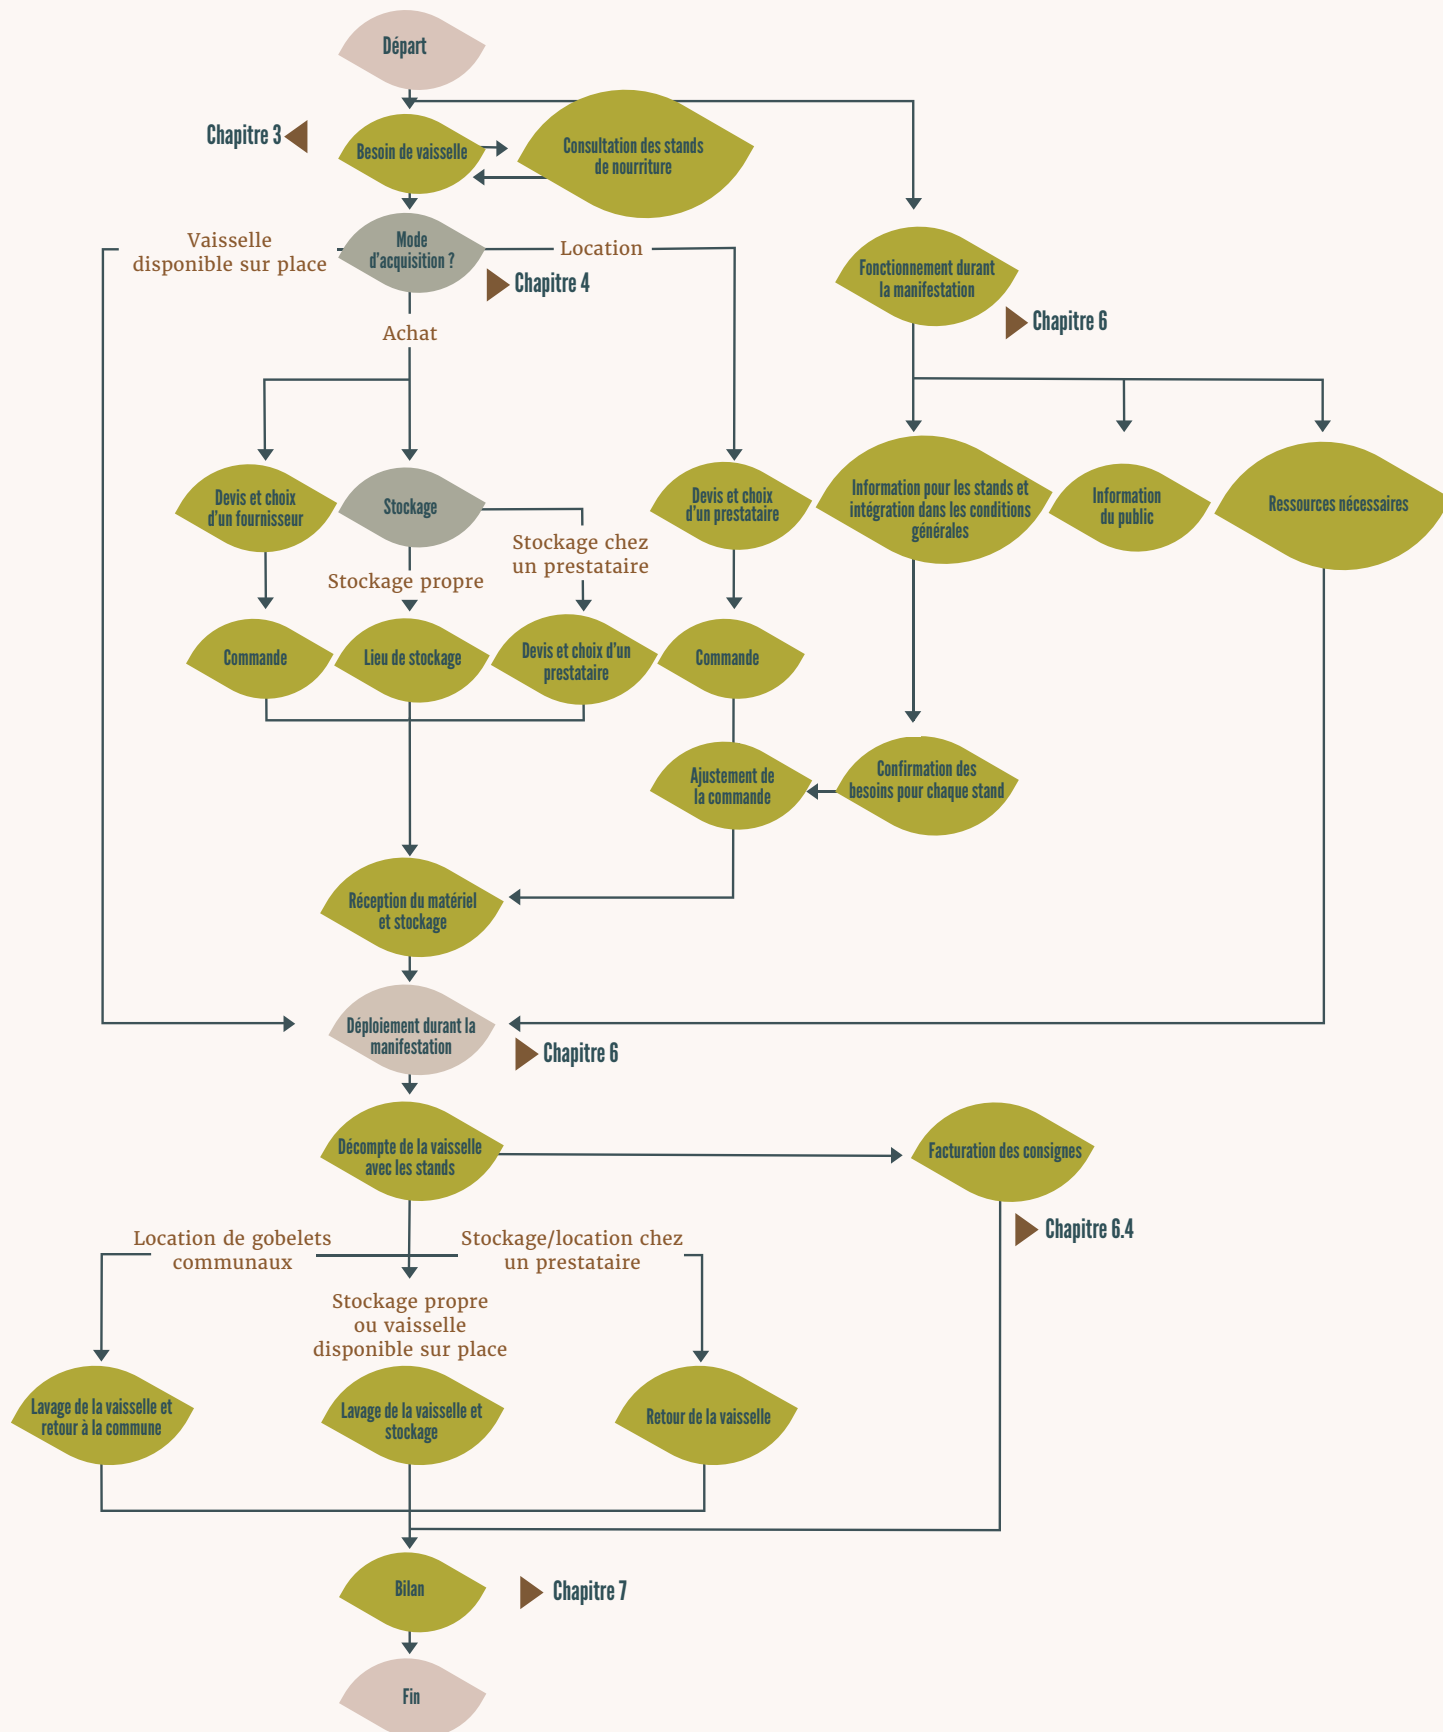 Départ
Chapitre 3
Besoin de vaisselle
Consultation des stands
de nourriture
Vaisselle
disponible sur place
Mode
d'acquisition ?
Location
Chapitre 4
Fonctionnement durant
la manifestation
Chapitre 6
Achat
Devis et choix
d'un fournisseur
Stockage
Devis et choix
d'un prestataire
Information pour les stands et
intégration dans les conditions
générales
Information
du public
Ressources nécessaires
Stockage propre
Stockage chez
un prestataire
Commande
Lieu de stockage
Devis et choix d'un
prestataire
Commande
Ajustement de
la commande
Confirmation des
besoins pour chaque stand
Réception du matériel
et stockage
Déploiement durant la
manifestation
Chapitre 6
Décompte de la vaisselle
avec les stands
Facturation des consignes
Chapitre 6.4
Location de gobelets
communaux
Stockage/location chez
un prestataire
Stockage propre
ou vaisselle
disponible sur place
Lavage de la vaisselle et
retour à la commune
Lavage de la vaisselle et
stockage
Retour de la vaisselle
Bilan
Chapitre 7
Fin